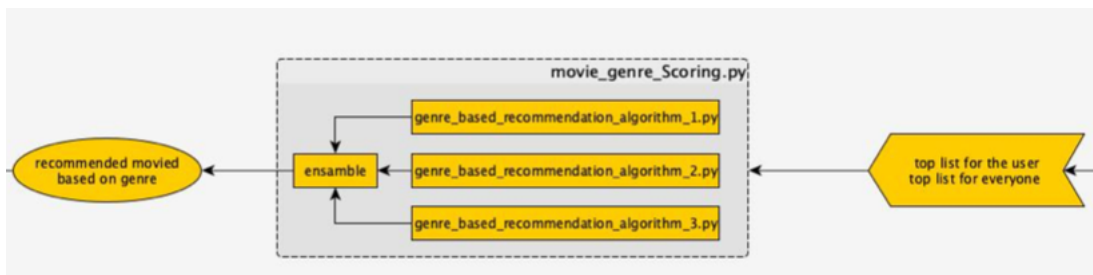 movie_genre_Scoring.py
genre_based_recommendation_algorithm_1.py
recommended movied
based on genre
ensamble
genre_based_recommendation_algorithm_2.py
top list for the user
top list for everyone
genre_based_recommendation_algorithm_3.py